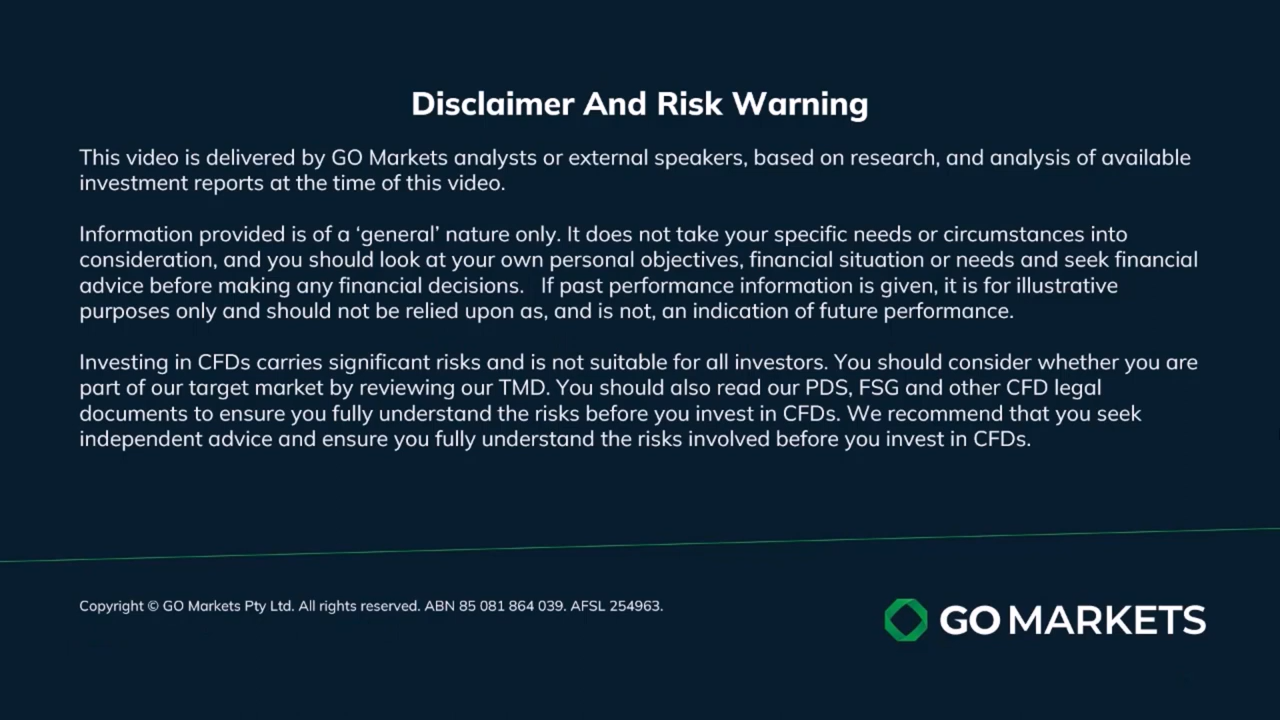 Disclaimer And Risk Warning
This video is delivered by GO Markets analysts or external speakers, based on research, and analysis of available
investment reports at the time of this video.
Information provided is of a ‘general’ nature only. It does not take your specific needs or circumstances into
consideration, and you should look at your own personal objectives, financial situation or needs and seek financial
advice before making any financial decisions.   If past performance information is given, it is for illustrative
purposes only and should not be relied upon as, and is not, an indication of future performance.
Investing in CFDs carries significant risks and is not suitable for all investors. You should consider whether you are
part of our target market by reviewing our TMD. You should also read our PDS, FSG and other CFD legal
documents to ensure you fully understand the risks before you invest in CFDs. We recommend that you seek
independent advice and ensure you fully understand the risks involved before you invest in CFDs.
Copyright © GO Markets Pty Ltd. All rights reserved. ABN 85 081 864 039. AFSL 254963.
GO MARKETS